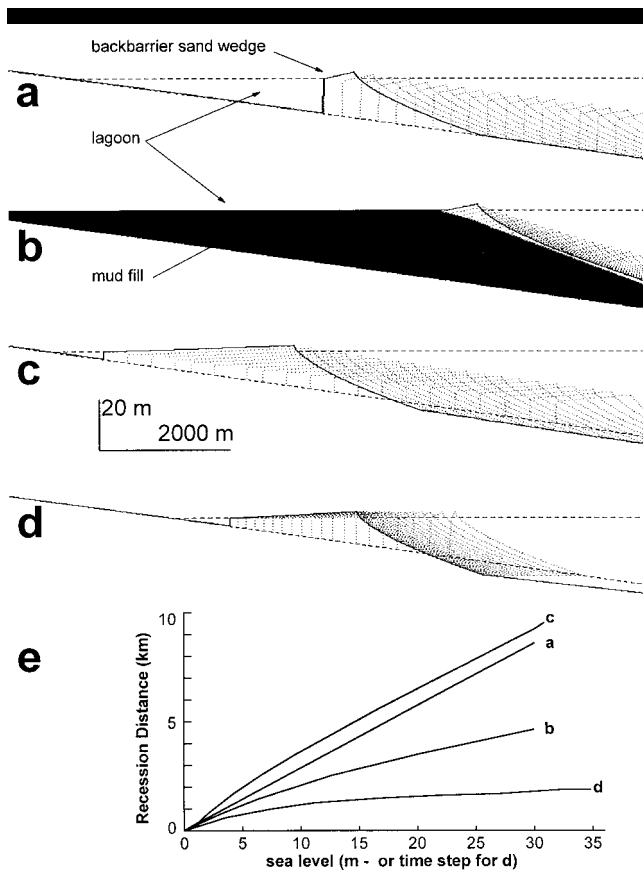 backbarrier sand wedge
a
lagoon
b
mud fill
c
20 m
2000 m
d
e
Recession Distance (km)
10
5
0
c
a
b
d
0 5 10 15 20 25 30 35
sea level (m - or time step for d)